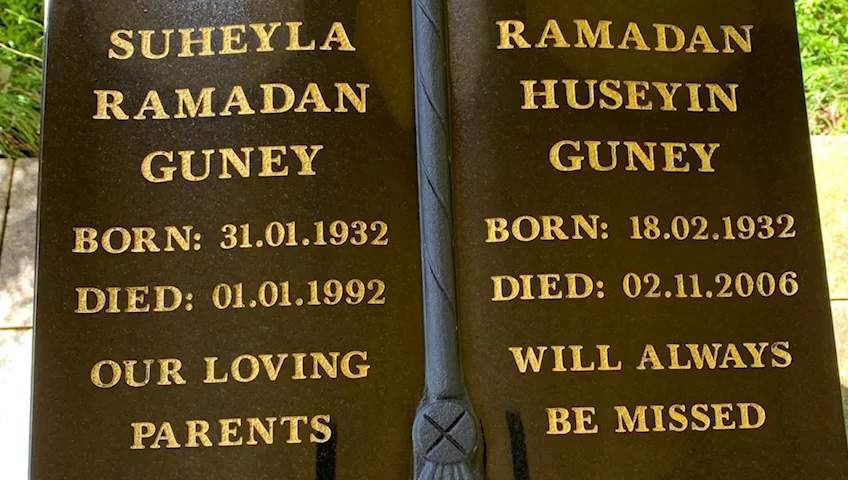 SUHEYLA
RAMADAN
GUNEY
BORN: 31.01.1932
DIED: 01.01.1992
OUR LOVING
PARENTS
RAMADAN
HUSEYIN
GUNEY
BORN: 18.02.1932
DIED: 02.11.2006
WILL ALWAYS
BE MISSED